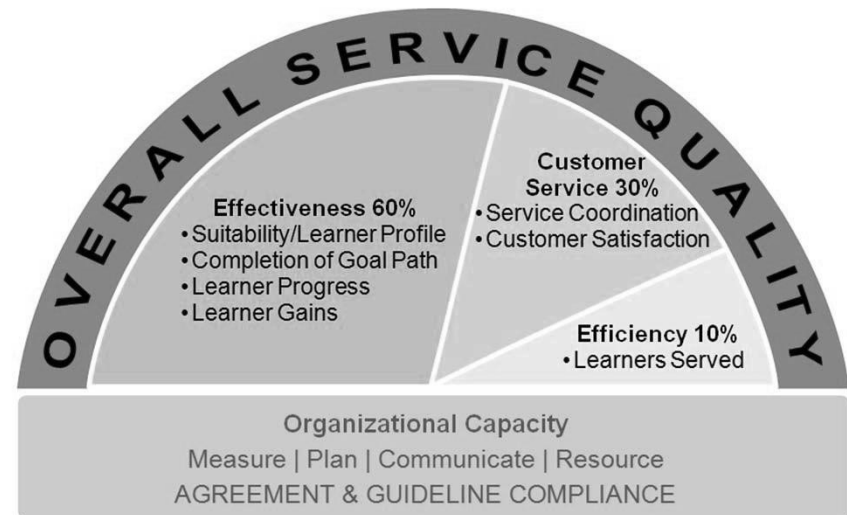 OVERALL SERVICE QUALITY
Effectiveness 60%
• Suitability/Learner Profile
• Completion of Goal Path
• Learner Progress
• Learner Gains
Customer
Service 30%
• Service Coordination
• Customer Satisfaction
Efficiency 10%
• Learners Served
Organizational Capacity
Measure | Plan | Communicate | Resource
AGREEMENT & GUIDELINE COMPLIANCE